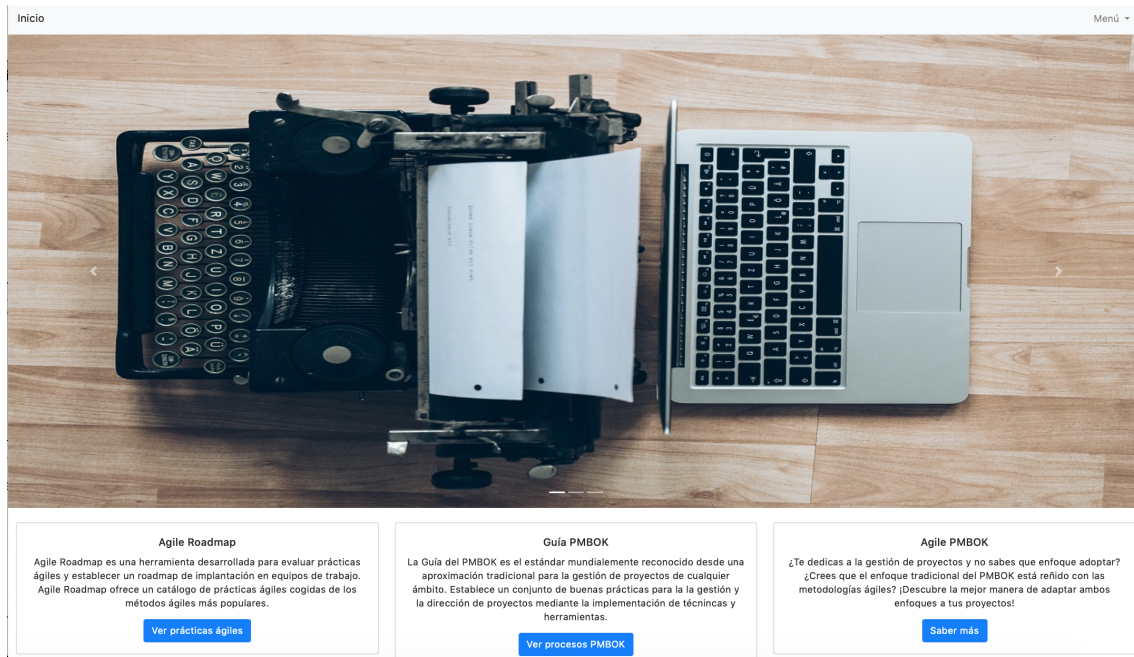 Inicio
Menú
Agile Roadmap
Agile Roadmap es una herramienta desarrollada para evaluar prácticas
ágiles y establecer un roadmap de implantación en equipos de trabajo.
Agile Roadmap ofrece un catálogo de prácticas ágiles cogidas de los
métodos ágiles más populares.
Ver prácticas ágiles
Guía PMBOK
La Guía del PMBOK es el estándar mundialmente reconocido desde una
aproximación tradicional para la gestión de proyectos de cualquier
ámbito. Establece un conjunto de buenas prácticas para la la gestión y
la dirección de proyectos mediante la implementación de técnincas y
herramientas.
Ver procesos PMBOK
Agile PMBOK
¿Te dedicas a la gestión de proyectos y no sabes que enfoque adoptar?
¿Crees que el enfoque tradicional del PMBOK está reñido con las
metodologías ágiles? ¡Descubre la mejor manera de adaptar ambos
enfoques a tus proyectos!
Saber más